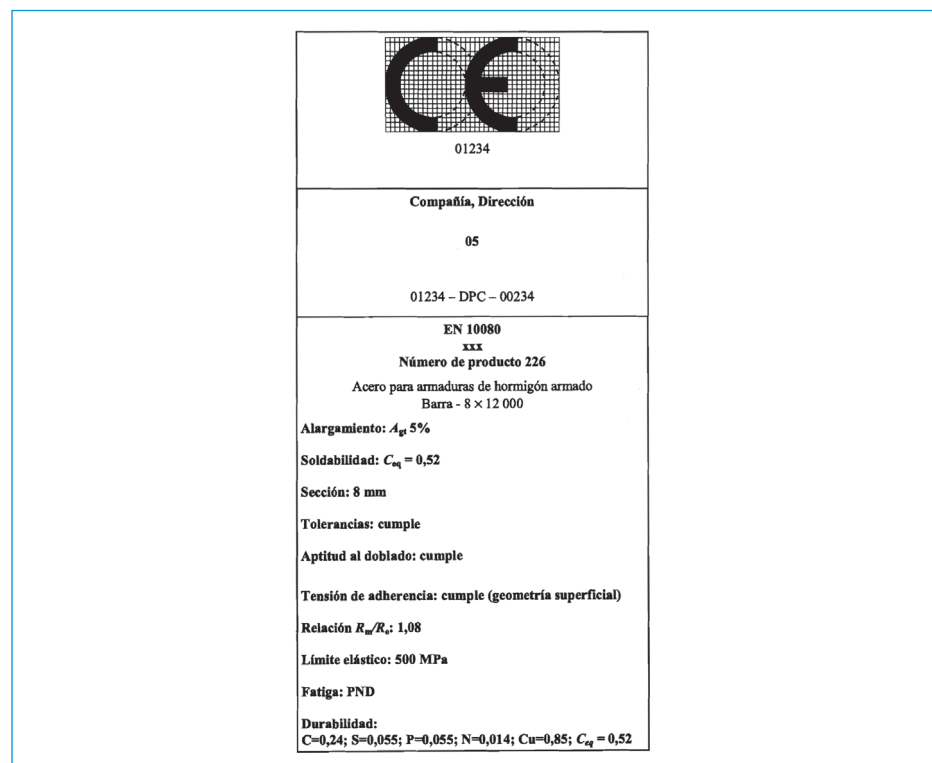 CE
01234
Compañía, Dirección
05
01234 – DPC – 00234
EN 10080
xxx
Número de producto 226
Acero para armaduras de hormigón armado
Barra - 8 × 12 000
Alargamiento: Agt 5%
Soldabilidad: Ceq = 0,52
Sección: 8 mm
Tolerancias: cumple
Aptitud al doblado: cumple
Tensión de adherencia: cumple (geometría superficial)
Relación Rm/Re: 1,08
Límite elástico: 500 MPa
Fatiga: PND
Durabilidad:
C=0,24; S=0,055; P=0,055; N=0,014; Cu=0,85; Ceq = 0,52